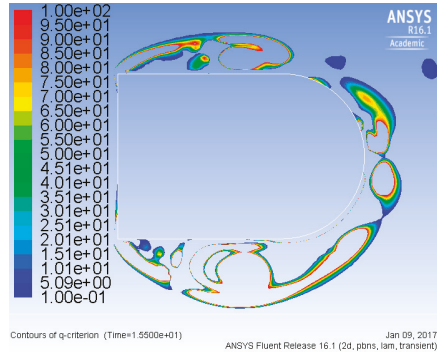 1.00e+02
9.50e+01
9.00e+01
8.50e+01
8.00e+01
7.50e+01
7.00e+01
6.50e+01
6.00e+01
5.50e+01
5.00e+01
4.51e+01
4.01e+01
3.51e+01
3.01e+01
2.51e+01
2.01e+01
1.51e+01
1.01e+01
5.09e+00
1.00e-01
ANSYS
R16.1
Academic
Contours of q-criterion (Time=1.5500e+01)
Jan 09, 2017
ANSYS Fluent Release 16.1 (2d, pbns, lam, transient)